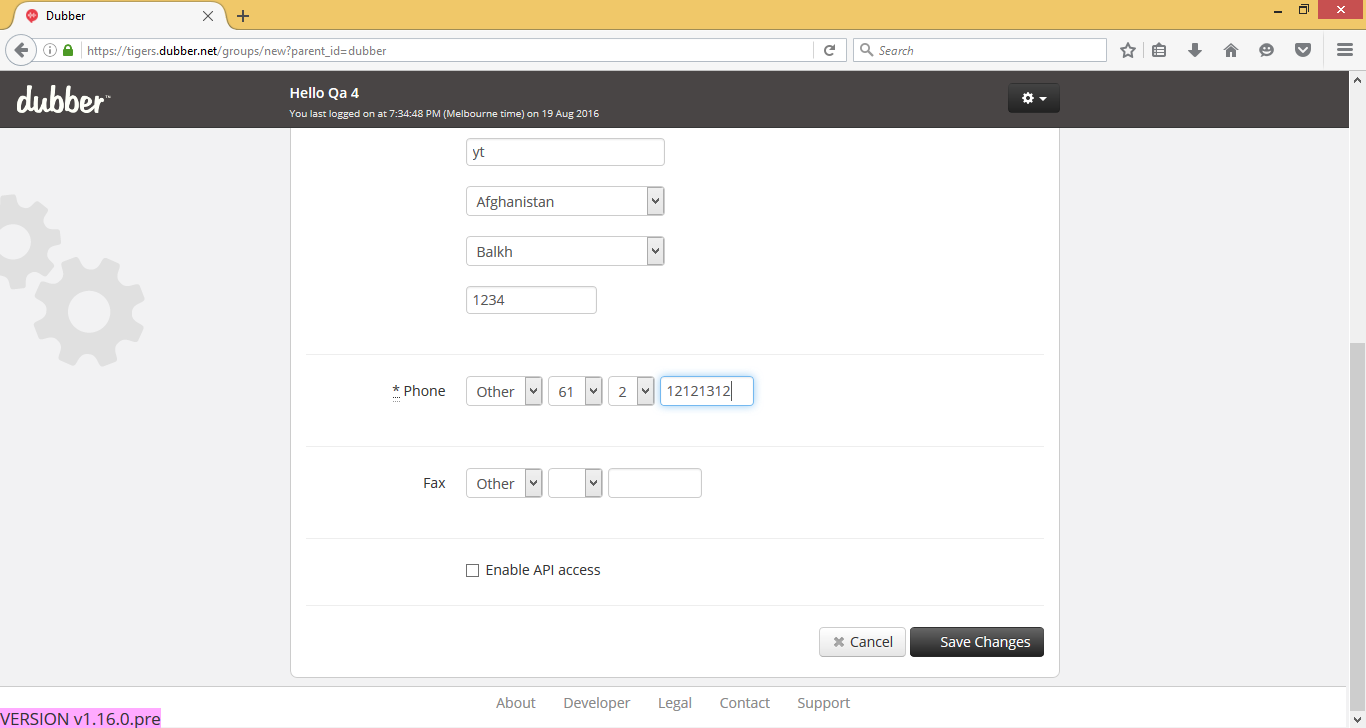 Dubber
https://tigers.dubber.net/groups/new?parent_id=dubber
Search
dubber™
Hello Qa 4
You last logged on at 7:34:48 PM (Melbourne time) on 19 Aug 2016
yt
Afghanistan
Balkh
1234
* Phone Other 61 2 12121312
Fax Other
Enable API access
Cancel Save Changes
About Developer Legal Contact Support
VERSION v1.16.0.pre